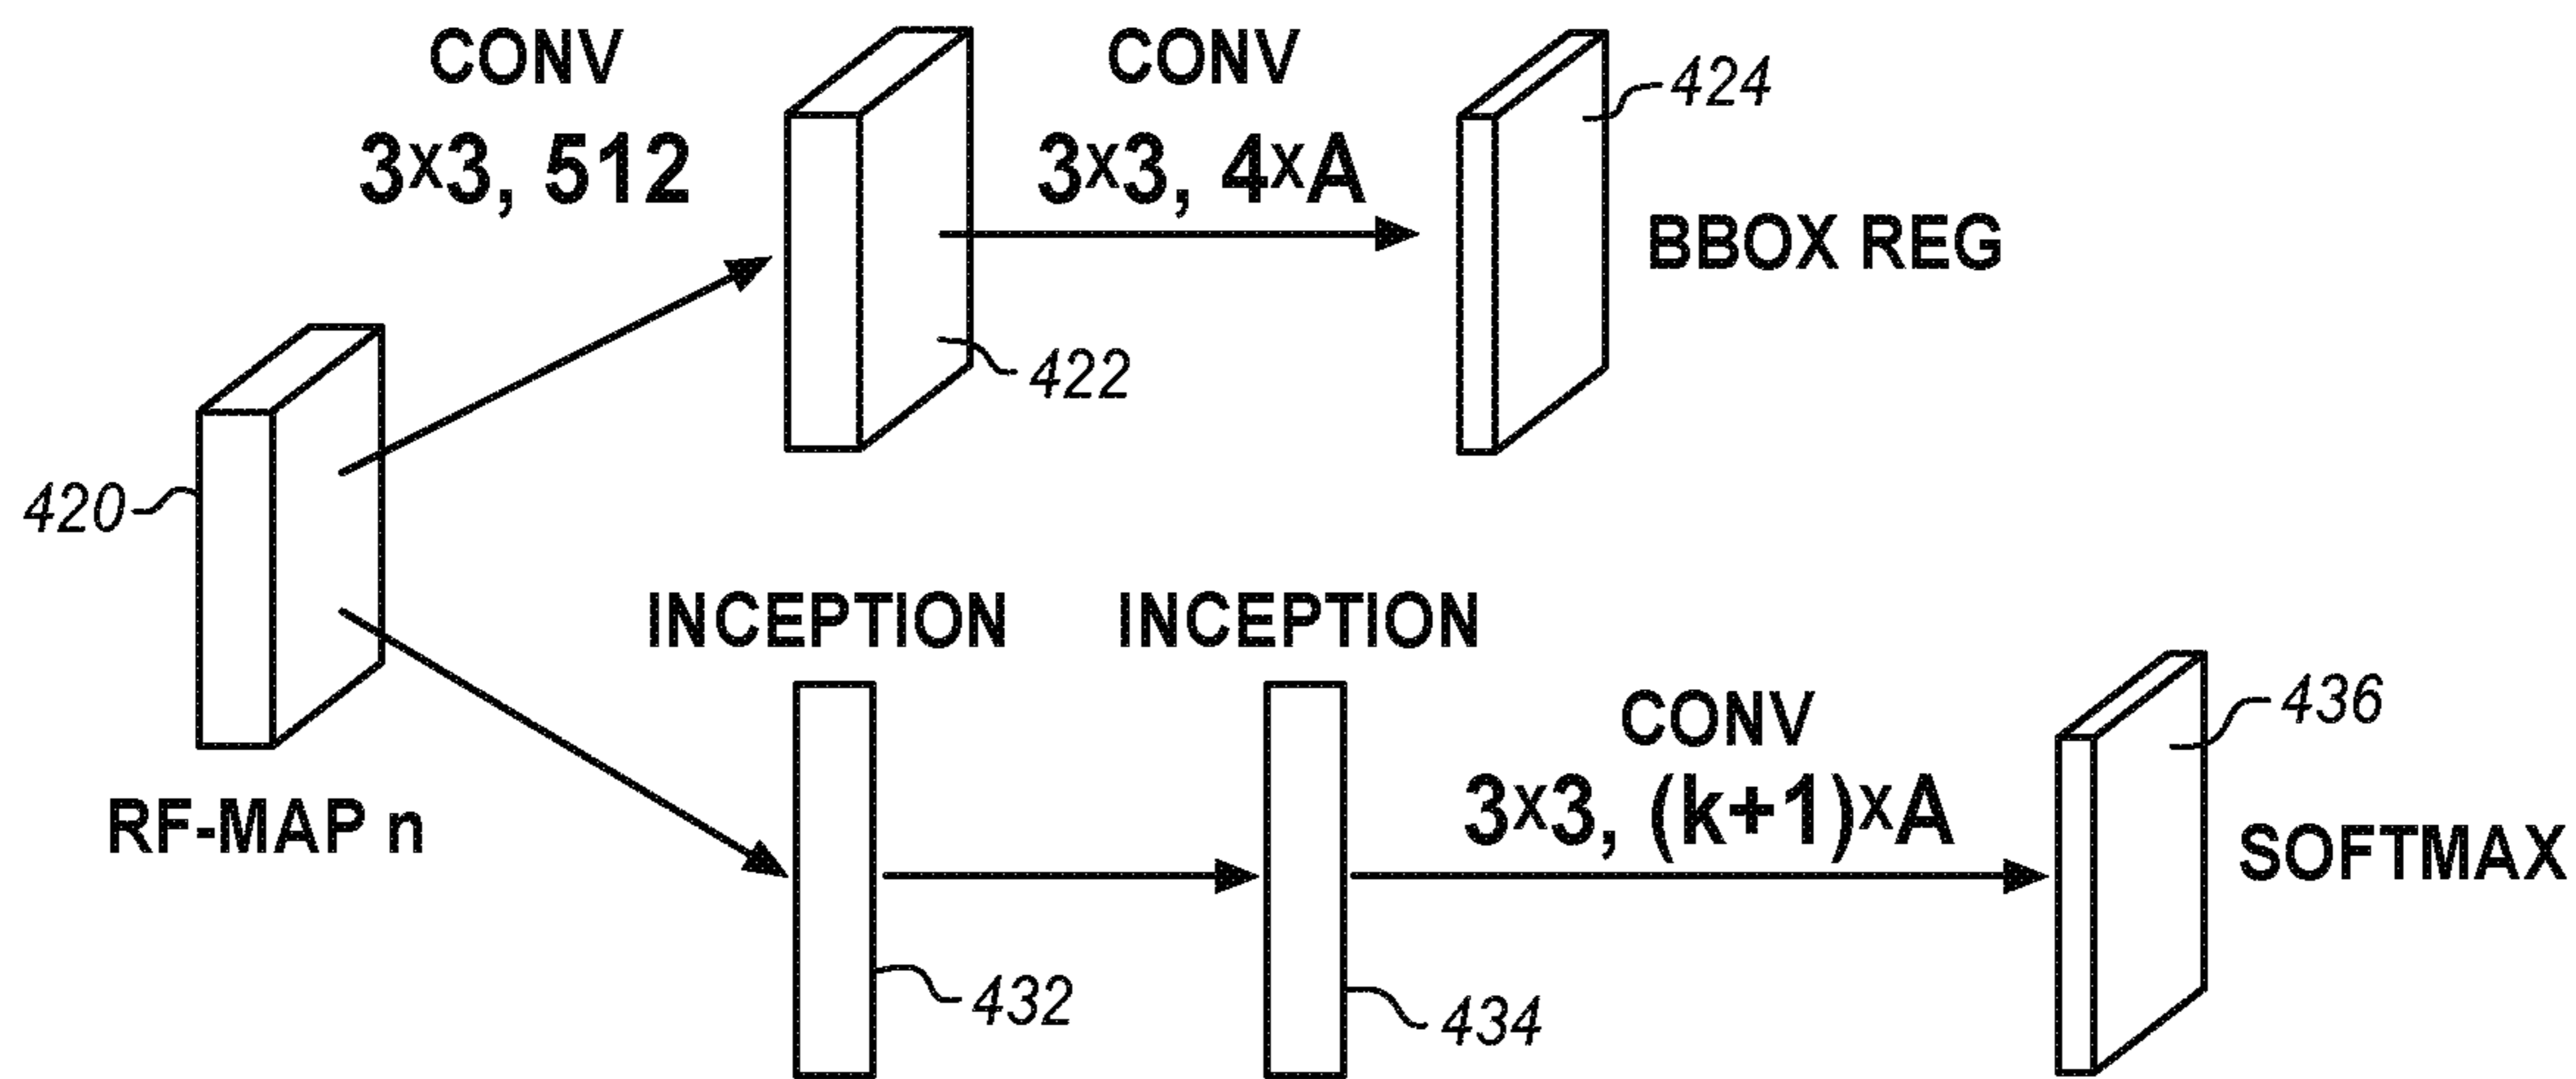 CONV
3x3, 512
CONV
3x3, 4xA
424
BBOX REG
422
420
RF-MAP n
INCEPTION
INCEPTION
CONV
3x3, (k+1)xA
436
SOFTMAX
432
434